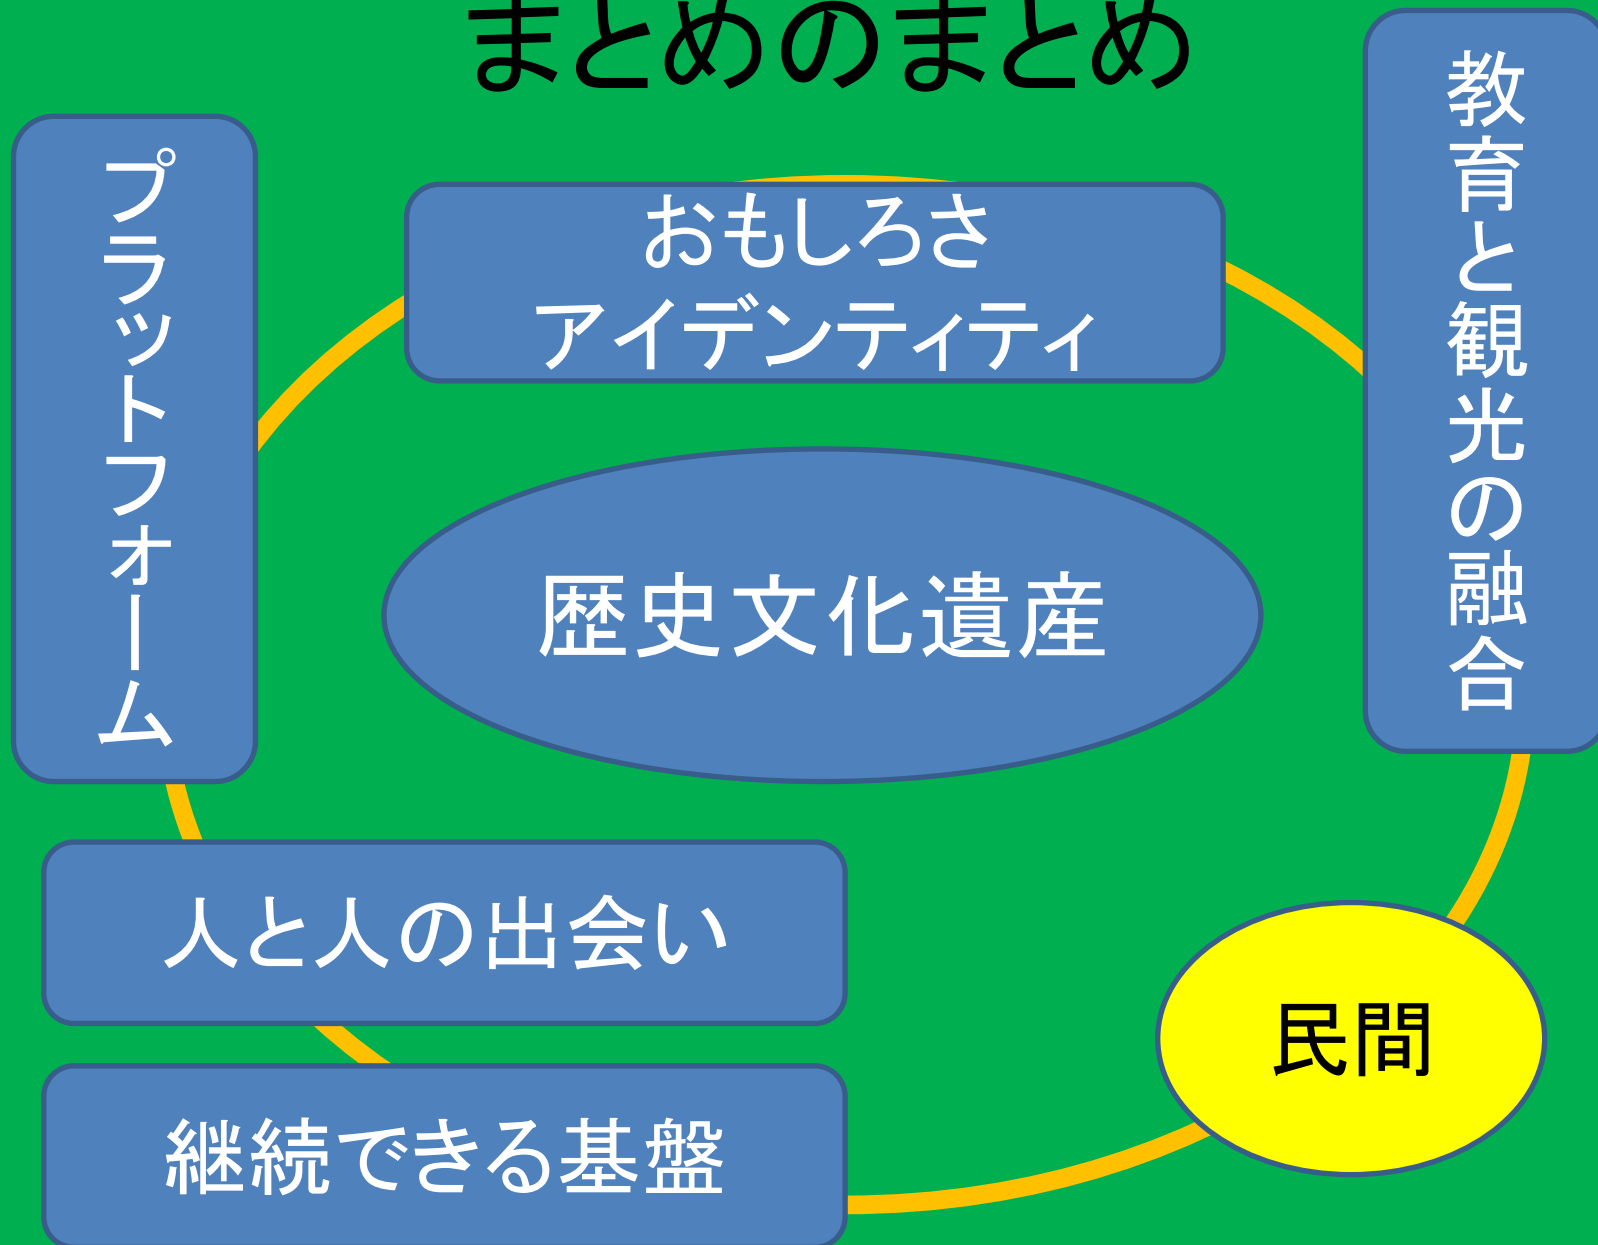 まとめのまとめ
プラットフォーム
おもしろさ
アイデンティティ
教育と観光の融合
歴史文化遺産
人と人の出会い
民間
継続できる基盤